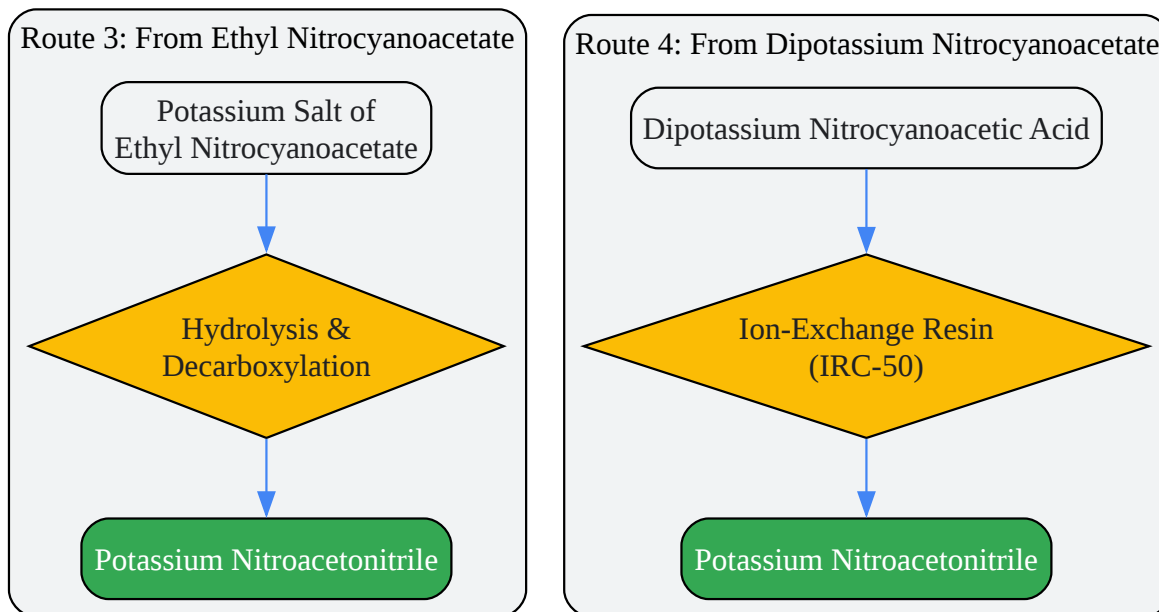 Route 3: From Ethyl Nitrocyanoacetate
Potassium Salt of
Ethyl Nitrocyanoacetate
Hydrolysis &
Decarboxylation
Potassium Nitroacetonitrile
Route 4: From Dipotassium Nitrocyanoacetate
Dipotassium Nitrocyanoacetic Acid
Ion-Exchange Resin
(IRC-50)
Potassium Nitroacetonitrile